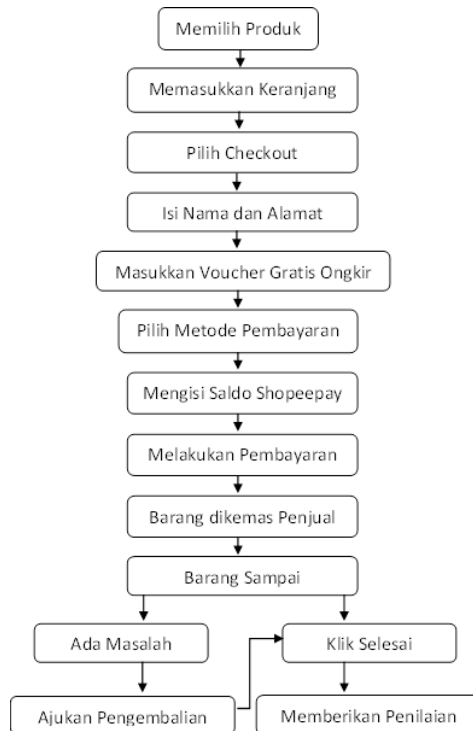 Memilih Produk
Memasukkan Keranjang
Pilih Checkout
Isi Nama dan Alamat
Masukkan Voucher Gratis Ongkir
Pilih Metode Pembayaran
Mengisi Saldo Shopeepay
Melakukan Pembayaran
Barang dikemas Penjual
Barang Sampai
Ada Masalah
Klik Selesai
Ajukan Pengembalian
Memberikan Penilaian